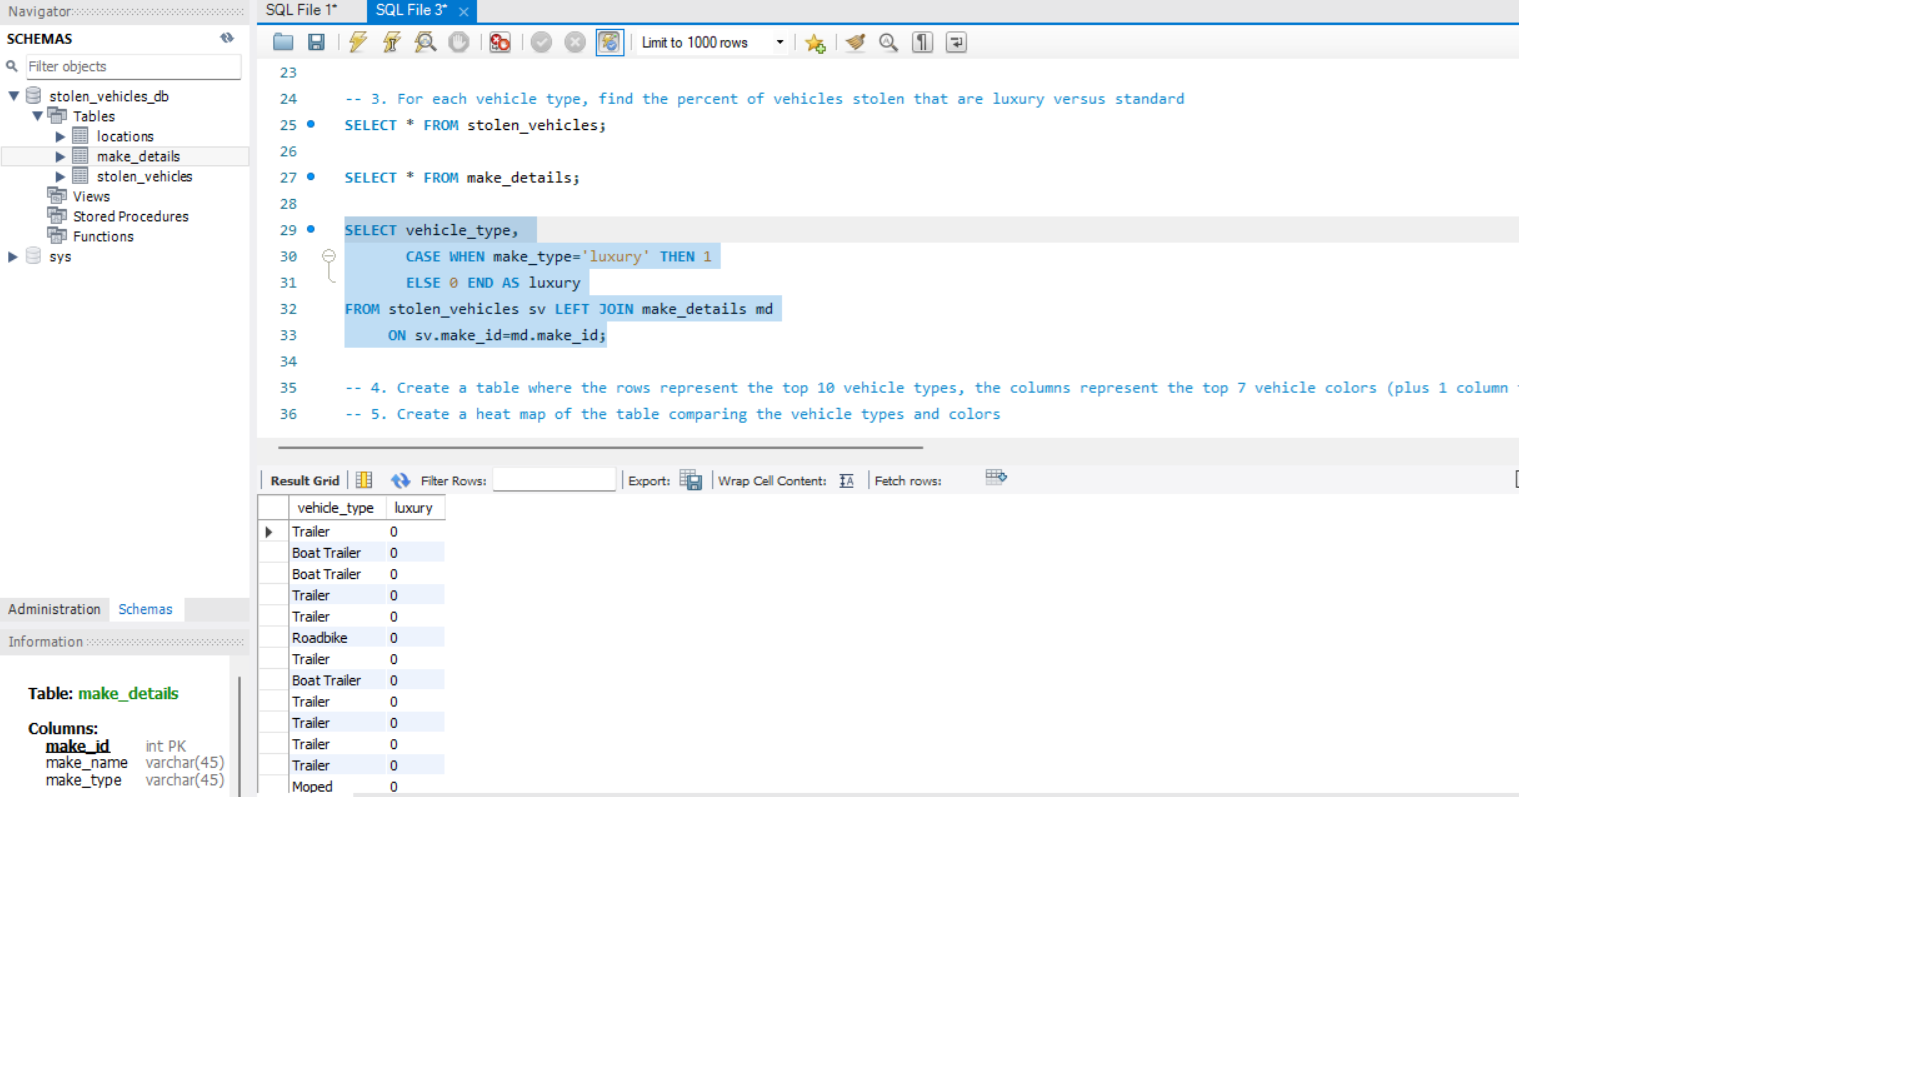 Navigator
SCHEMAS
Filter objects
stolen_vehicles_db
Tables
locations
make_details
stolen_vehicles
Views
Stored Procedures
Functions
sys
Administration Schemas
Information
Table: make_details
Columns:
make_id int PK
make_name varchar(45)
make_type varchar(45)
SQL File 1* SQL File 3*
Limit to 1000 rows
23
24 -- 3. For each vehicle type, find the percent of vehicles stolen that are luxury versus standard
25 SELECT * FROM stolen_vehicles;
26
27 SELECT * FROM make_details;
28
29 SELECT vehicle_type,
30 CASE WHEN make_type='luxury' THEN 1
31 ELSE 0 END AS luxury
32 FROM stolen_vehicles sv LEFT JOIN make_details md
33 ON sv.make_id=md.make_id;
34
35 -- 4. Create a table where the rows represent the top 10 vehicle types, the columns represent the top 7 vehicle colors (plus 1 column
36 -- 5. Create a heat map of the table comparing the vehicle types and colors
Result Grid Filter Rows: Export: Wrap Cell Content: Fetch rows:
vehicle_type luxury
Trailer 0
Boat Trailer 0
Boat Trailer 0
Trailer 0
Trailer 0
Roadbike 0
Trailer 0
Boat Trailer 0
Trailer 0
Trailer 0
Trailer 0
Trailer 0
Moped 0